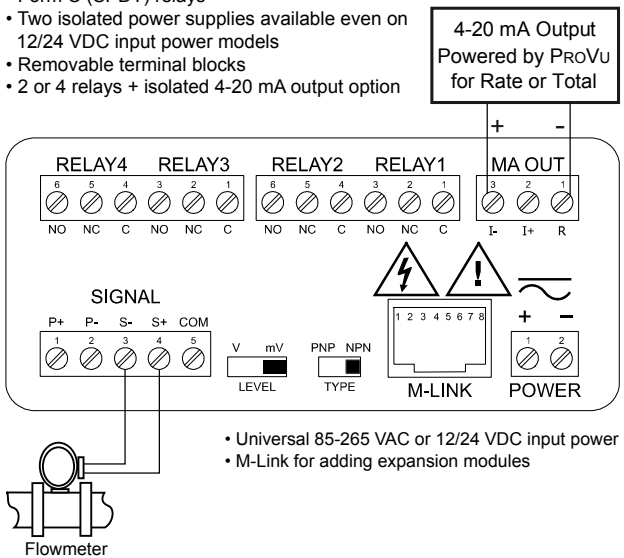 Form C (SPDT) relays
• Two isolated power supplies available even on
12/24 VDC input power models
• Removable terminal blocks
• 2 or 4 relays + isolated 4-20 mA output option
4-20 mA Output
Powered by PROVU
for Rate or Total
+ -
RELAY4 RELAY3 RELAY2 RELAY1 MA OUT
6 5 4 3 2 1 6 5 4 3 2 1 3 2 1
NO NC C NO NC C NO NC C NO NC C I- I+ R
SIGNAL
P+ P- S- S+ COM
1 2 3 4 5
V mV
LEVEL
PNP NPN
TYPE
!
1 2 3 4 5 6 7 8
M-LINK
+ -
1 2
POWER
• Universal 85-265 VAC or 12/24 VDC input power
• M-Link for adding expansion modules
Flowmeter